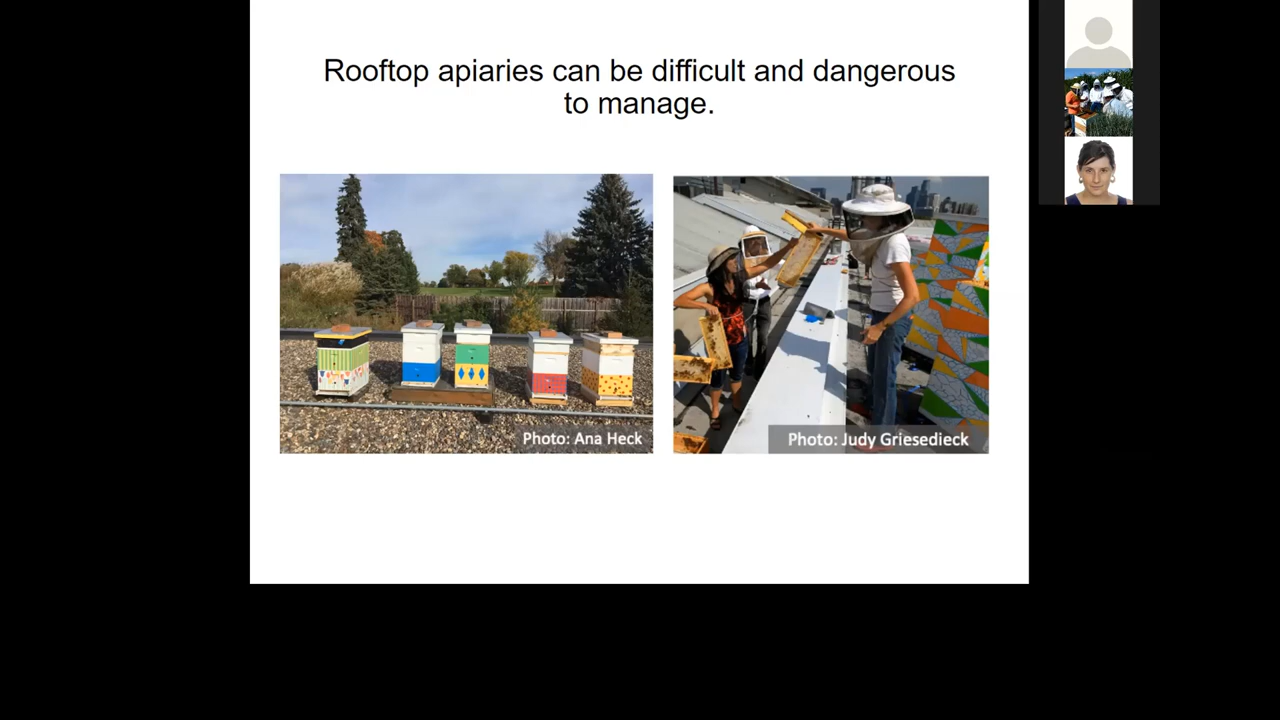 Rooftop apiaries can be difficult and dangerous
to manage.
Photo: Ana Heck
Photo: Judy Griesedieck